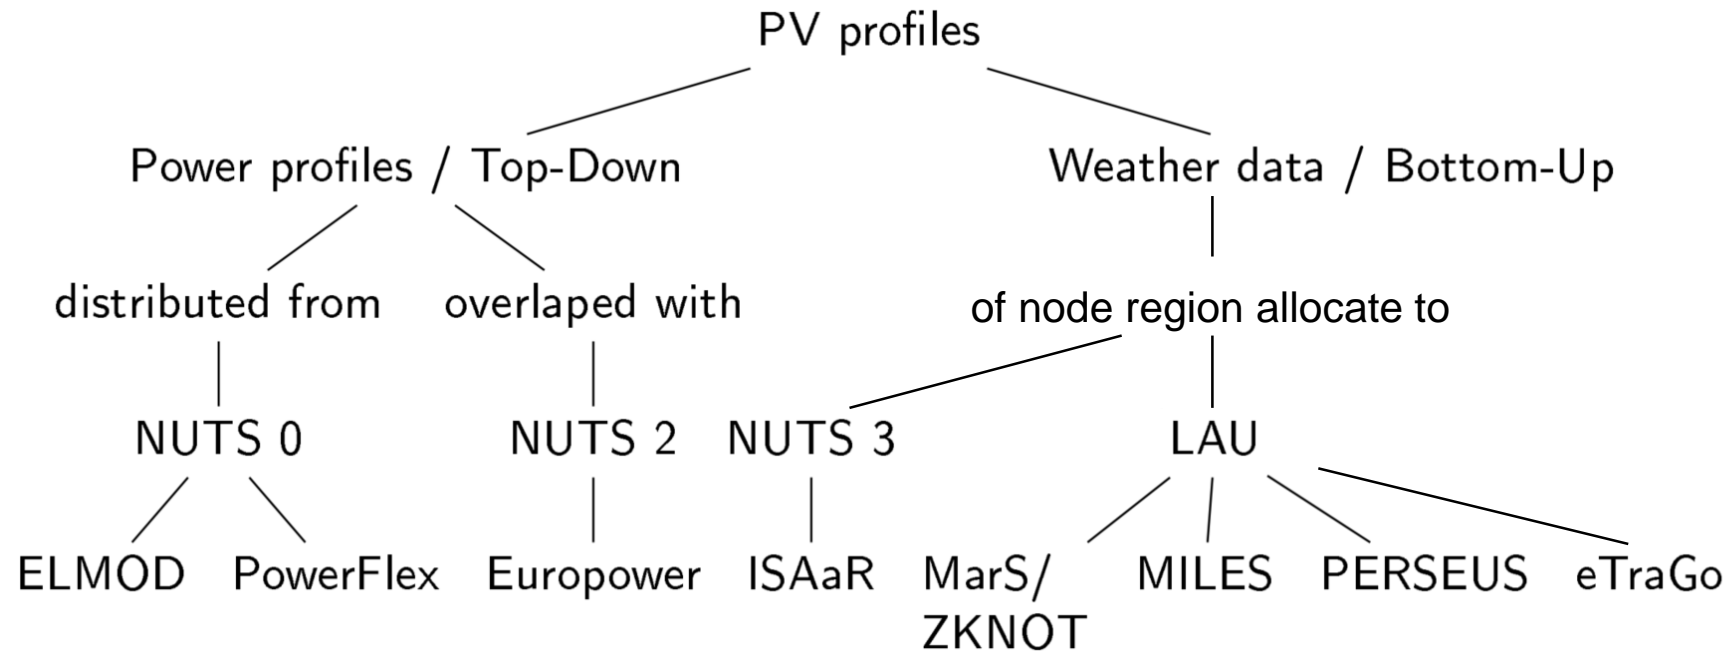 PV profiles
Power profiles / Top-Down
Weather data / Bottom-Up
distributed from
overlaped with
of node region allocate to
NUTS 0
NUTS 2
NUTS 3
LAU
ELMOD
PowerFlex
Europower
ISAaR
MarS/
ZKNOT
MILES
PERSEUS
eTraGo